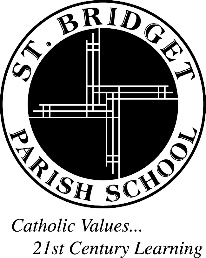 ST. BRIDGET
PARISH SCHOOL
Catholic Values...
21st Century Learning